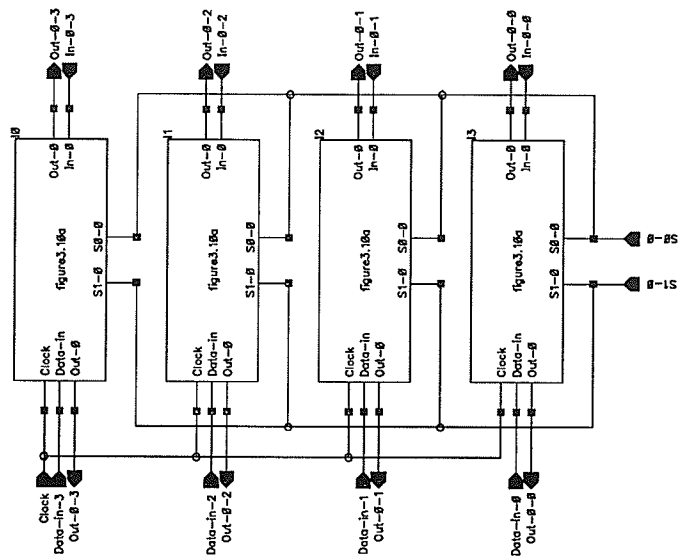 Out-0-3
In-0-3
Out-0-2
In-0-2
Out-0-1
In-0-1
Out-0-0
In-0-0
I0
Out-0
In-0
figure3.10a
S0-0
S1-0
Clock
Data-in
Out-0
I1
Out-0
In-0
figure3.10a
S0-0
S1-0
Clock
Data-in
Out-0
I2
Out-0
In-0
figure3.10a
S0-0
S1-0
Clock
Data-in
Out-0
I3
Out-0
In-0
figure3.10a
S0-0
S1-0
Clock
Data-in
Out-0
S0-0
S1-0
Clock
Data-in-3
Out-0-3
Data-in-2
Out-0-2
Data-in-1
Out-0-1
Data-in-0
Out-0-0